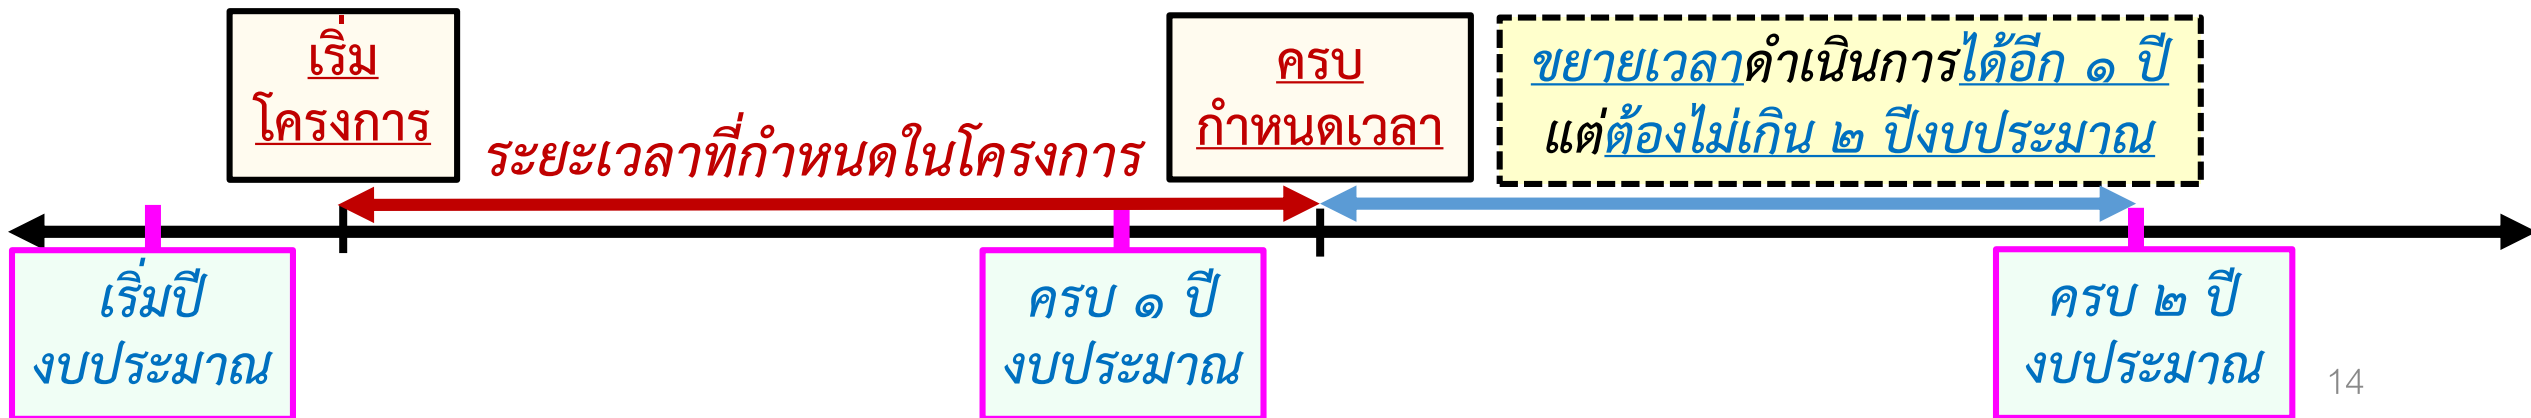 เริ่ม
โครงการ
ระยะเวลาที่กำหนดในโครงการ
ครบ
กำหนดเวลา
ขยายเวลาดำเนินการได้อีก ๑ ปี
แต่ต้องไม่เกิน ๒ ปีงบประมาณ
เริ่มปี
งบประมาณ
ครบ ๑ ปี
งบประมาณ
ครบ ๒ ปี
งบประมาณ
14